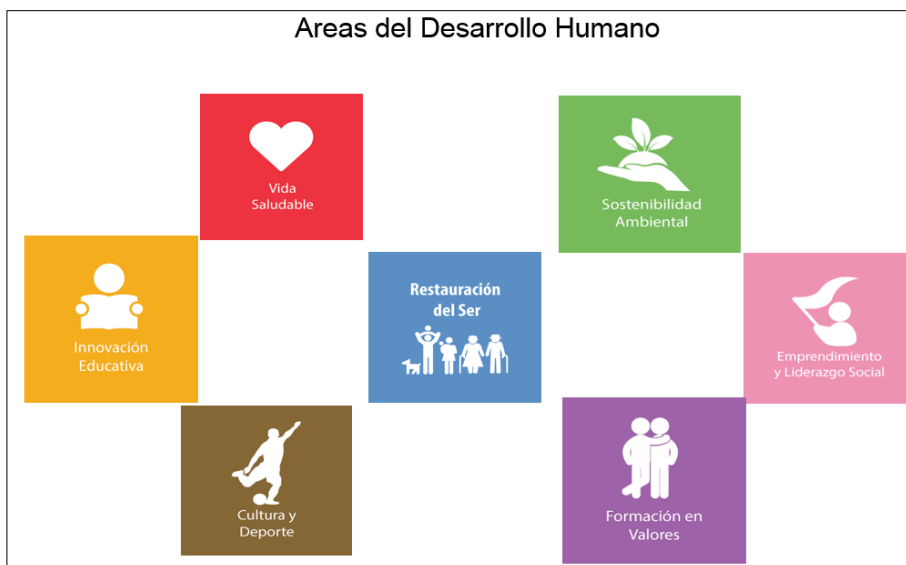 Areas del Desarrollo Humano
Vida
Saludable
Sostenibilidad
Ambiental
Innovación
Educativa
Restauración
del Ser
Emprendimiento
y Liderazgo Social
Cultura y
Deporte
Formación en
Valores